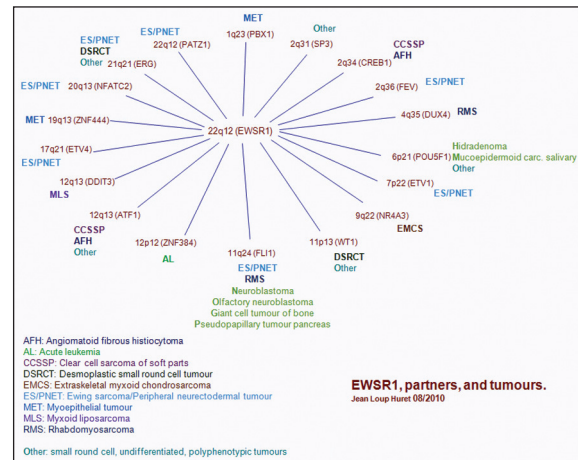 MET
1q23 (PBX1)
Other
2q31 (SP3)
CCSSP
AFH
2q34 (CREB1)
ES/PNET
2q36 (FEV)
4q35 (DUX4) RMS
6p21 (POU5F1)
Hidradenoma
Mucoepidermoid carc. salivary
Other
7p22 (ETV1)
ES/PNET
9q22 (NR4A3)
EMCS
11p13 (WT1)
DSRCT
Other
11q24 (FLI1)
ES/PNET
RMS
Neuroblastoma
Olfactory neuroblastoma
Giant cell tumour of bone
Pseudopapillary tumour pancreas
12p12 (ZNF384)
AL
12q13 (ATF1)
CCSSP
AFH
Other
12q13 (DDIT3)
MLS
17q21 (ETV4)
ES/PNET
MET 19q13 (ZNF444)
ES/PNET 20q13 (NFATC2)
ES/PNET
DSRCT
Other
21q21 (ERG)
ES/PNET
22q12 (PATZ1)
22q12 (EWSR1)
AFH: Angiomatoid fibrous histiocytoma
AL: Acute leukemia
CCSSP: Clear cell sarcoma of soft parts
DSRCT: Desmoplastic small round cell tumour
EMCS: Extraskeletal myxoid chondrosarcoma
ES/PNET: Ewing sarcoma/Peripheral neurectodermal tumour
MET: Myoepithelial tumour
MLS: Myxoid liposarcoma
RMS: Rhabdomyosarcoma
Other: small round cell, undifferentiated, polyphenotypic tumours
EWSR1, partners, and tumours.
Jean Loup Huret 08/2010